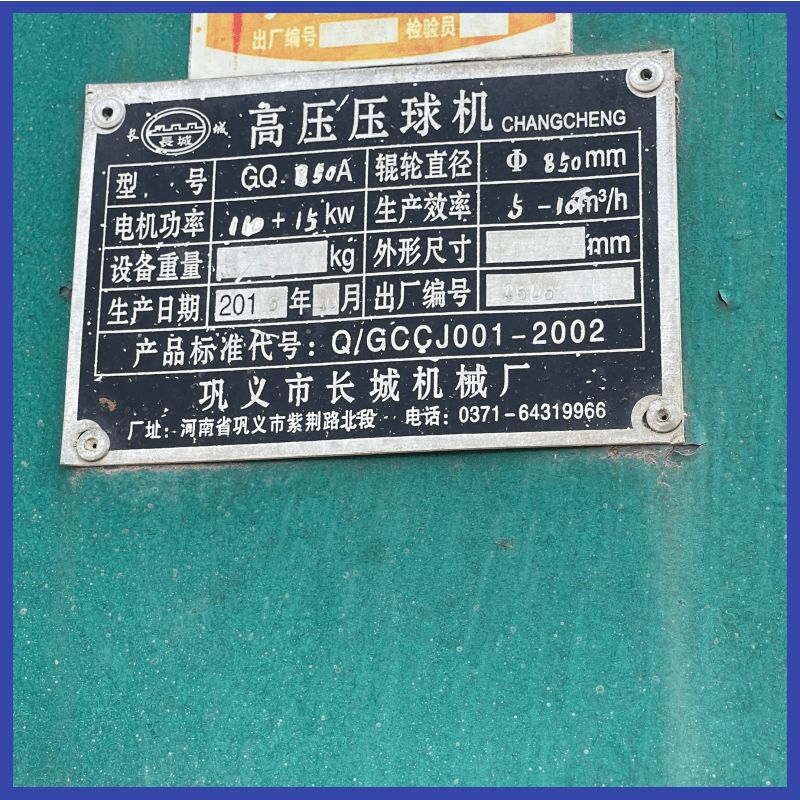 出厂编号 检验员
长 長城 城 高压压球机 CHANGCHENG
型 号 GQ 850A 辊轮直径 Φ 850mm
电机功率 110+15kw 生产效率 5-10m³/h
设备重量 kg 外形尺寸 mm
生产日期 201 年 月 出厂编号
产品标准代号: Q/GCCJ001-2002
巩义市长城机械厂
厂址: 河南省巩义市紫荆路北段 电话: 0371-64319966